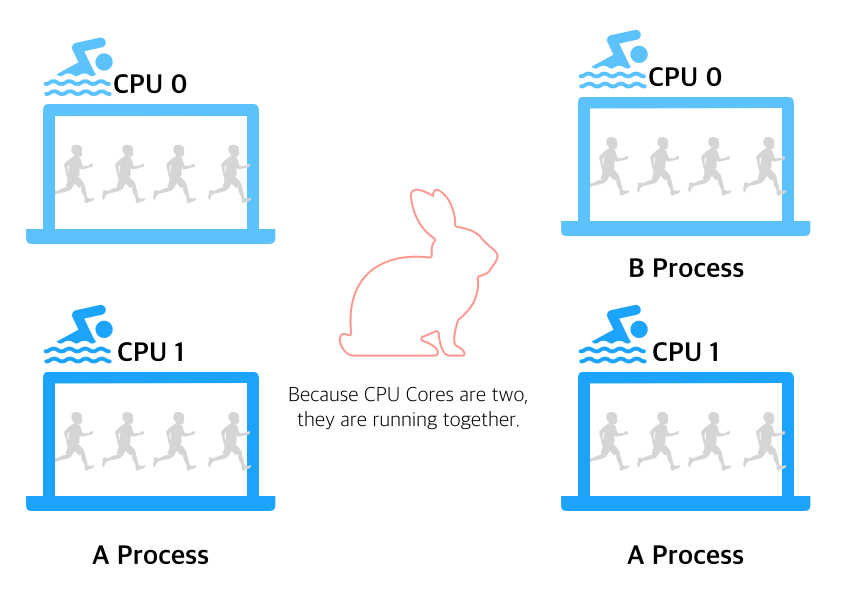 CPU 0
CPU 0
B Process
CPU 1
CPU 1
Because CPU Cores are two,
they are running together.
A Process
A Process